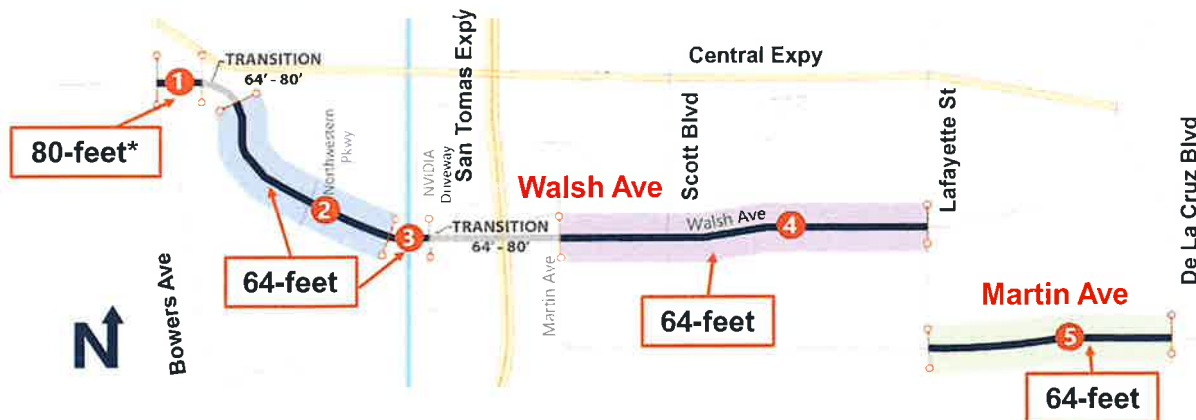 Central Expy
San Tomas Expy
Scott Blvd
Lafayette St
De La Cruz Blvd
1
TRANSITION
64' - 80'
80-feet*
Northwestern
Pkwy
NVIDIA
Driveway
Walsh Ave
2
3
TRANSITION
64' - 80'
Walsh Ave
4
64-feet
Bowers Ave
Martin Ave
64-feet
Martin Ave
5
64-feet
N